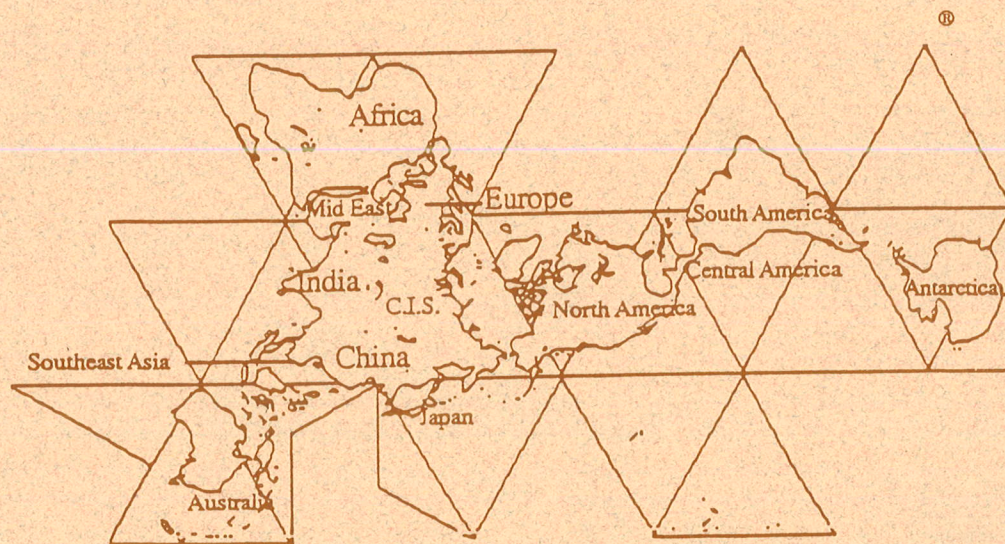 ®
Africa
Europe
Mid East
South America
India
Central America
Antarctica
C.I.S.
North America
China
Southeast Asia
Japan
Australia